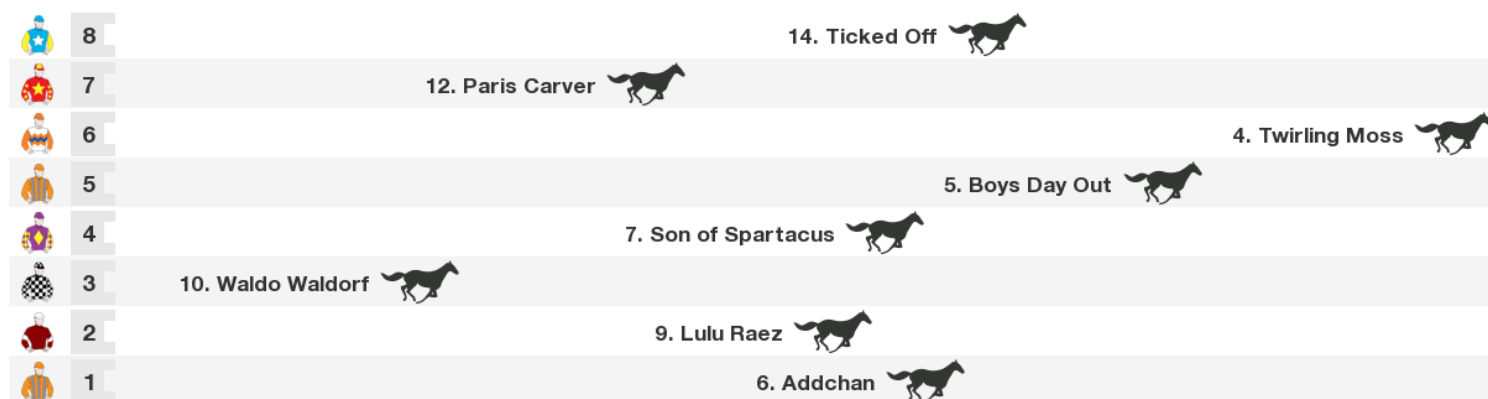 8 14. Ticked Off
7 12. Paris Carver
6 4. Twirling Moss
5 5. Boys Day Out
4 7. Son of Spartacus
3 10. Waldo Waldorf
2 9. Lulu Raez
1 6. Addchan